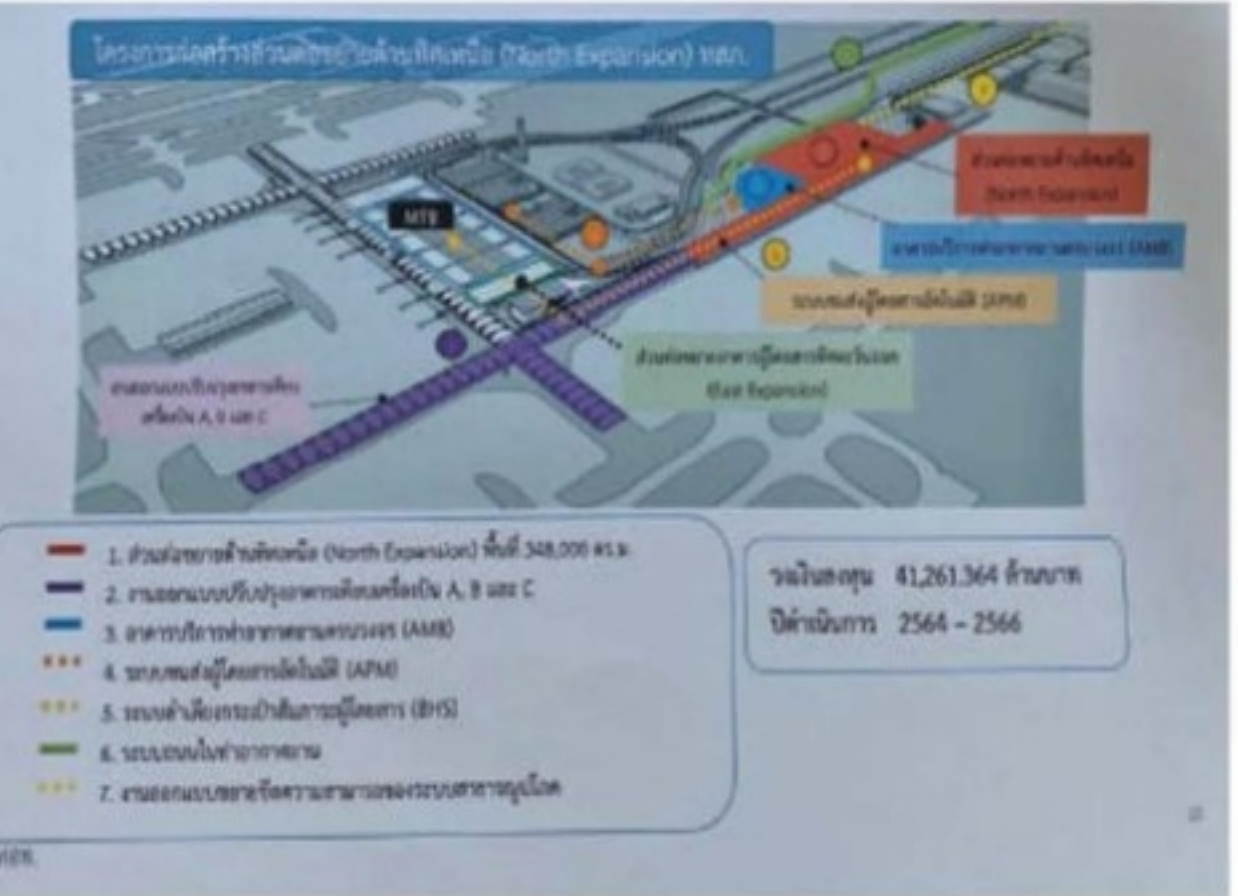 โครงการก่อสร้างส่วนต่อขยายด้านทิศเหนือ (North Expansion) ทสภ.
MTB
ส่วนต่อขยายด้านทิศเหนือ
(North Expansion)
อาคารบริการท่าอากาศยานครบวงจร (AMB)
ระบบขนส่งผู้โดยสารอัตโนมัติ (APM)
ส่วนต่อขยายอาคารผู้โดยสารทิศตะวันออก
(East Expansion)
งานออกแบบปรับปรุงอาคารเทียบ
เครื่องบิน A, B และ C
1. ส่วนต่อขยายด้านทิศเหนือ (North Expansion) พื้นที่ 348,000 ตร.ม.
2. งานออกแบบปรับปรุงอาคารเทียบเครื่องบิน A, B และ C
3. อาคารบริการท่าอากาศยานครบวงจร (AMB)
4. ระบบขนส่งผู้โดยสารอัตโนมัติ (APM)
5. ระบบลำเลียงกระเป๋าสัมภาระผู้โดยสาร (BHS)
6. ระบบถนนในท่าอากาศยาน
7. งานออกแบบขยายขีดความสามารถของระบบสาธารณูปโภค
วงเงินลงทุน 41,261.364 ล้านบาท
ปีดำเนินการ 2564 – 2566